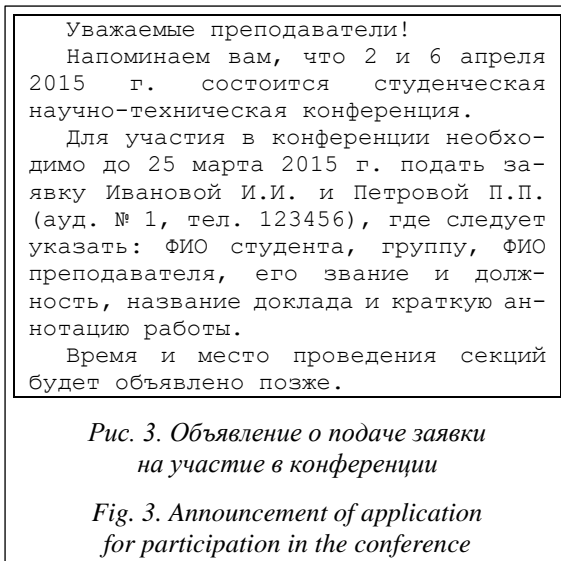 Уважаемые преподаватели!
Напоминаем вам, что 2 и 6 апреля
2015 г. состоится студенческая
научно-техническая конференция.
Для участия в конференции необхо-
димо до 25 марта 2015 г. подать за-
явку Ивановой И.И. и Петровой П.П.
(ауд. № 1, тел. 123456), где следует
указать: ФИО студента, группу, ФИО
преподавателя, его звание и долж-
ность, название доклада и краткую ан-
нотацию работы.
Время и место проведения секций
будет объявлено позже.
Рис. 3. Объявление о подаче заявки
на участие в конференции
Fig. 3. Announcement of application
for participation in the conference